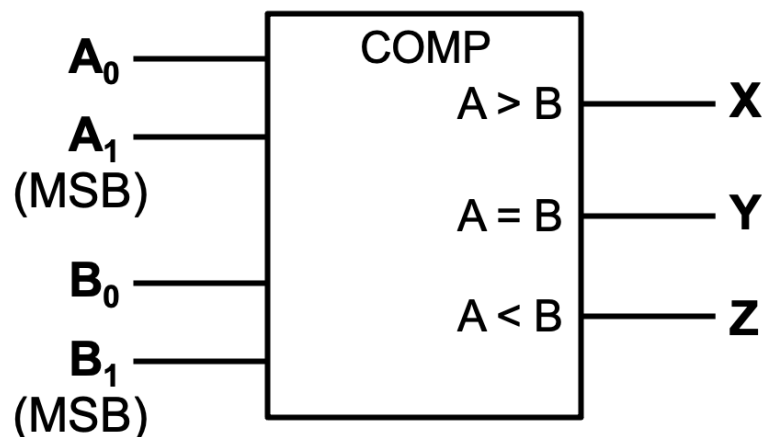 COMP
A₀
A₁
(MSB)
B₀
B₁
(MSB)
A > B
A = B
A < B
X
Y
Z